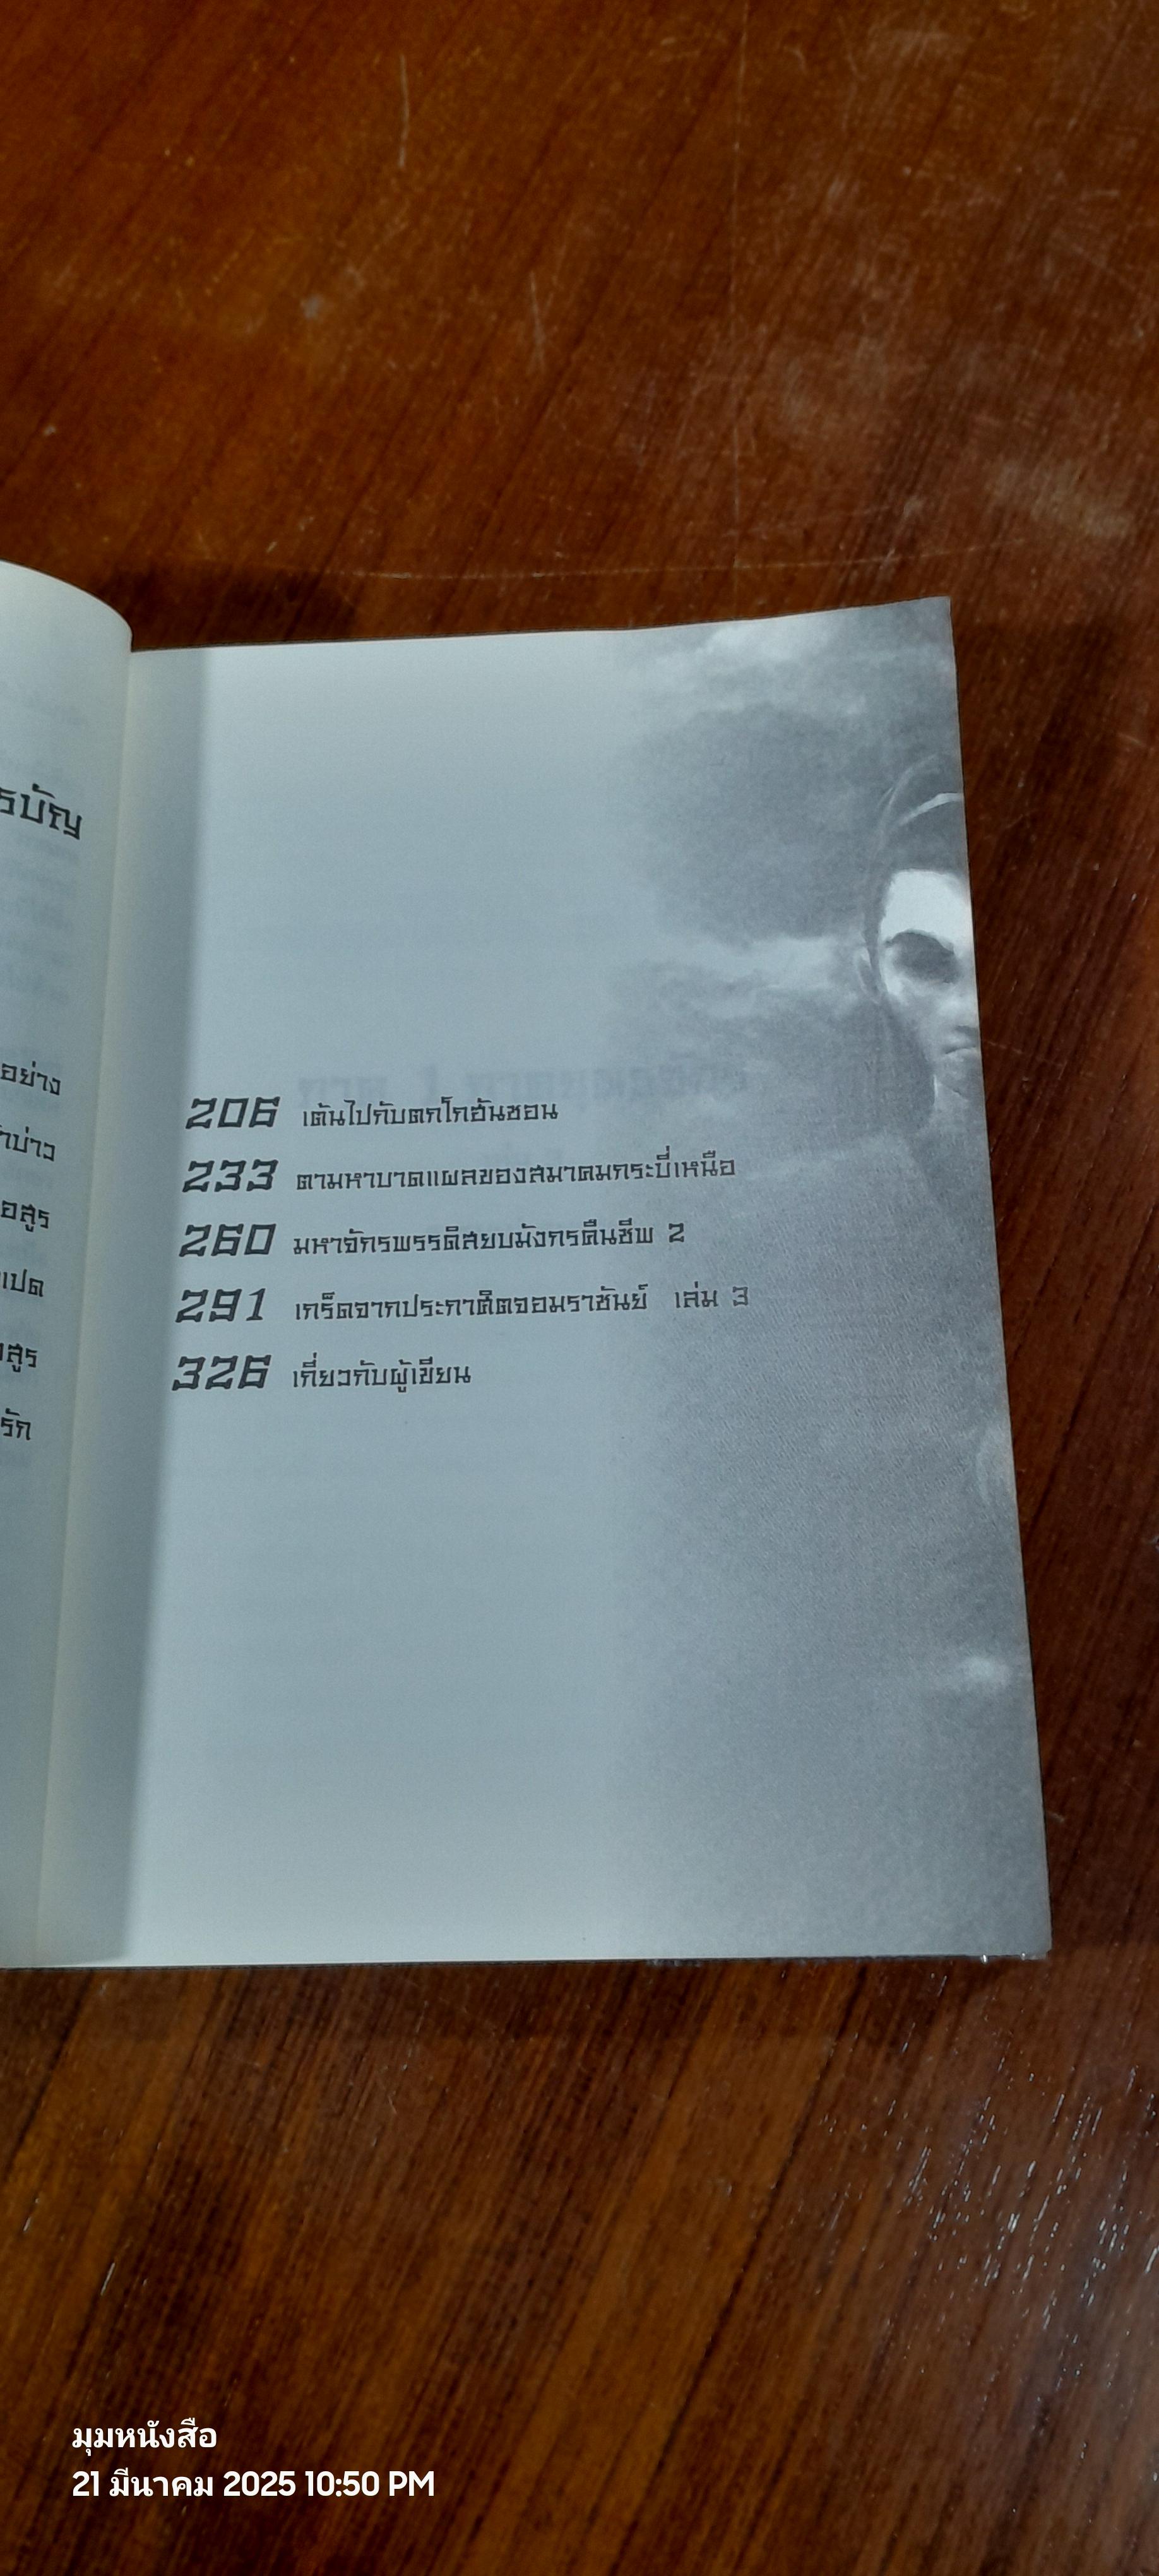 รบัญ
อย่าง
บ่าว
อสูร
เปิด
สูร
รัก
206 เต้นไปกับตกโกฮันซอน
233 ตามหาบาดแผลของสมาคมกระบี่เหนือ
260 มหาจักรพรรดิสยบมังกรคืนชีพ 2
291 เกร็ดจากประกาศิตจอมราชันย์ เล่ม 3
326 เกี่ยวกับผู้เขียน
มุมหนังสือ
21 มีนาคม 2025 10:50 PM